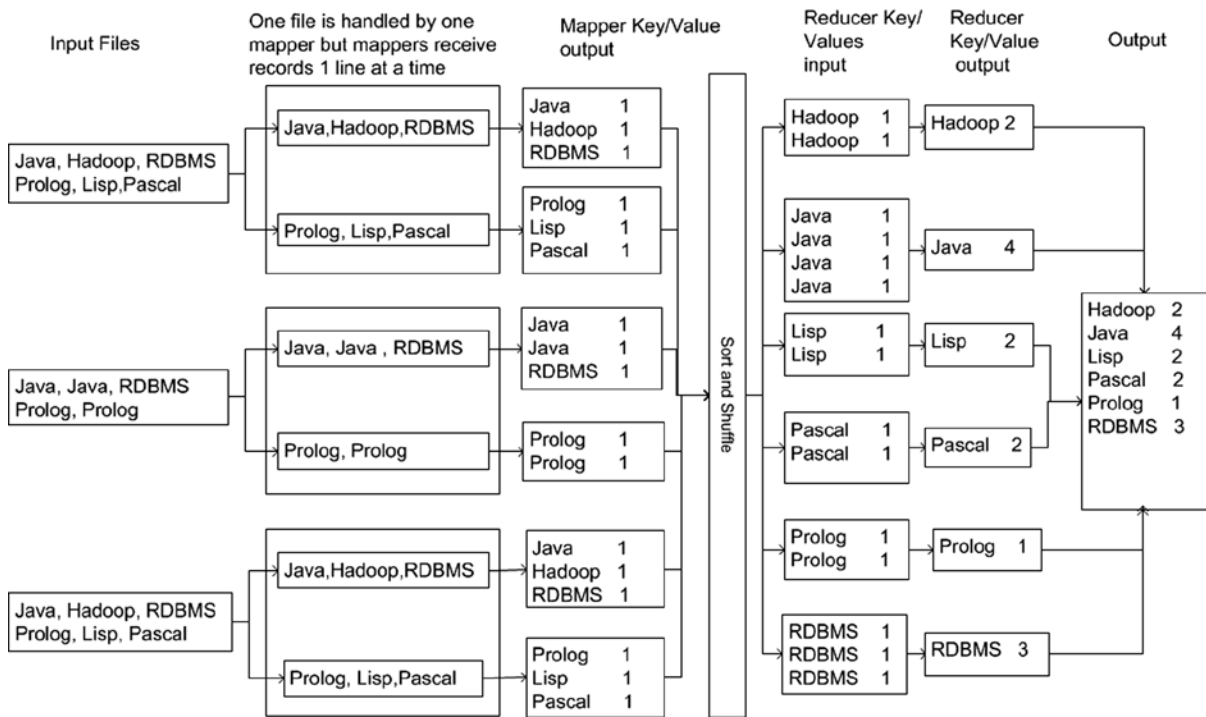 Input Files
One file is handled by one
mapper but mappers receive
records 1 line at a time
Mapper Key/Value
output
Reducer Key/
Values
input
Reducer
Key/Value
output
Output
Java, Hadoop, RDBMS
Prolog, Lisp,Pascal
Java,Hadoop,RDBMS
Prolog, Lisp,Pascal
Java 1
Hadoop 1
RDBMS 1
Prolog 1
Lisp 1
Pascal 1
Java, Java, RDBMS
Prolog, Prolog
Java, Java , RDBMS
Prolog, Prolog
Java 1
Java 1
RDBMS 1
Prolog 1
Prolog 1
Java, Hadoop, RDBMS
Prolog, Lisp, Pascal
Java,Hadoop,RDBMS
Prolog, Lisp,Pascal
Java 1
Hadoop 1
RDBMS 1
Prolog 1
Lisp 1
Pascal 1
Sort and Shuffle
Hadoop 1
Hadoop 1
Hadoop 2
Java 1
Java 1
Java 1
Java 1
Java 4
Lisp 1
Lisp 1
Lisp 2
Pascal 1
Pascal 1
Pascal 2
Prolog 1
Prolog 1
Prolog 1
RDBMS 1
RDBMS 1
RDBMS 1
RDBMS 3
Hadoop 2
Java 4
Lisp 2
Pascal 2
Prolog 1
RDBMS 3